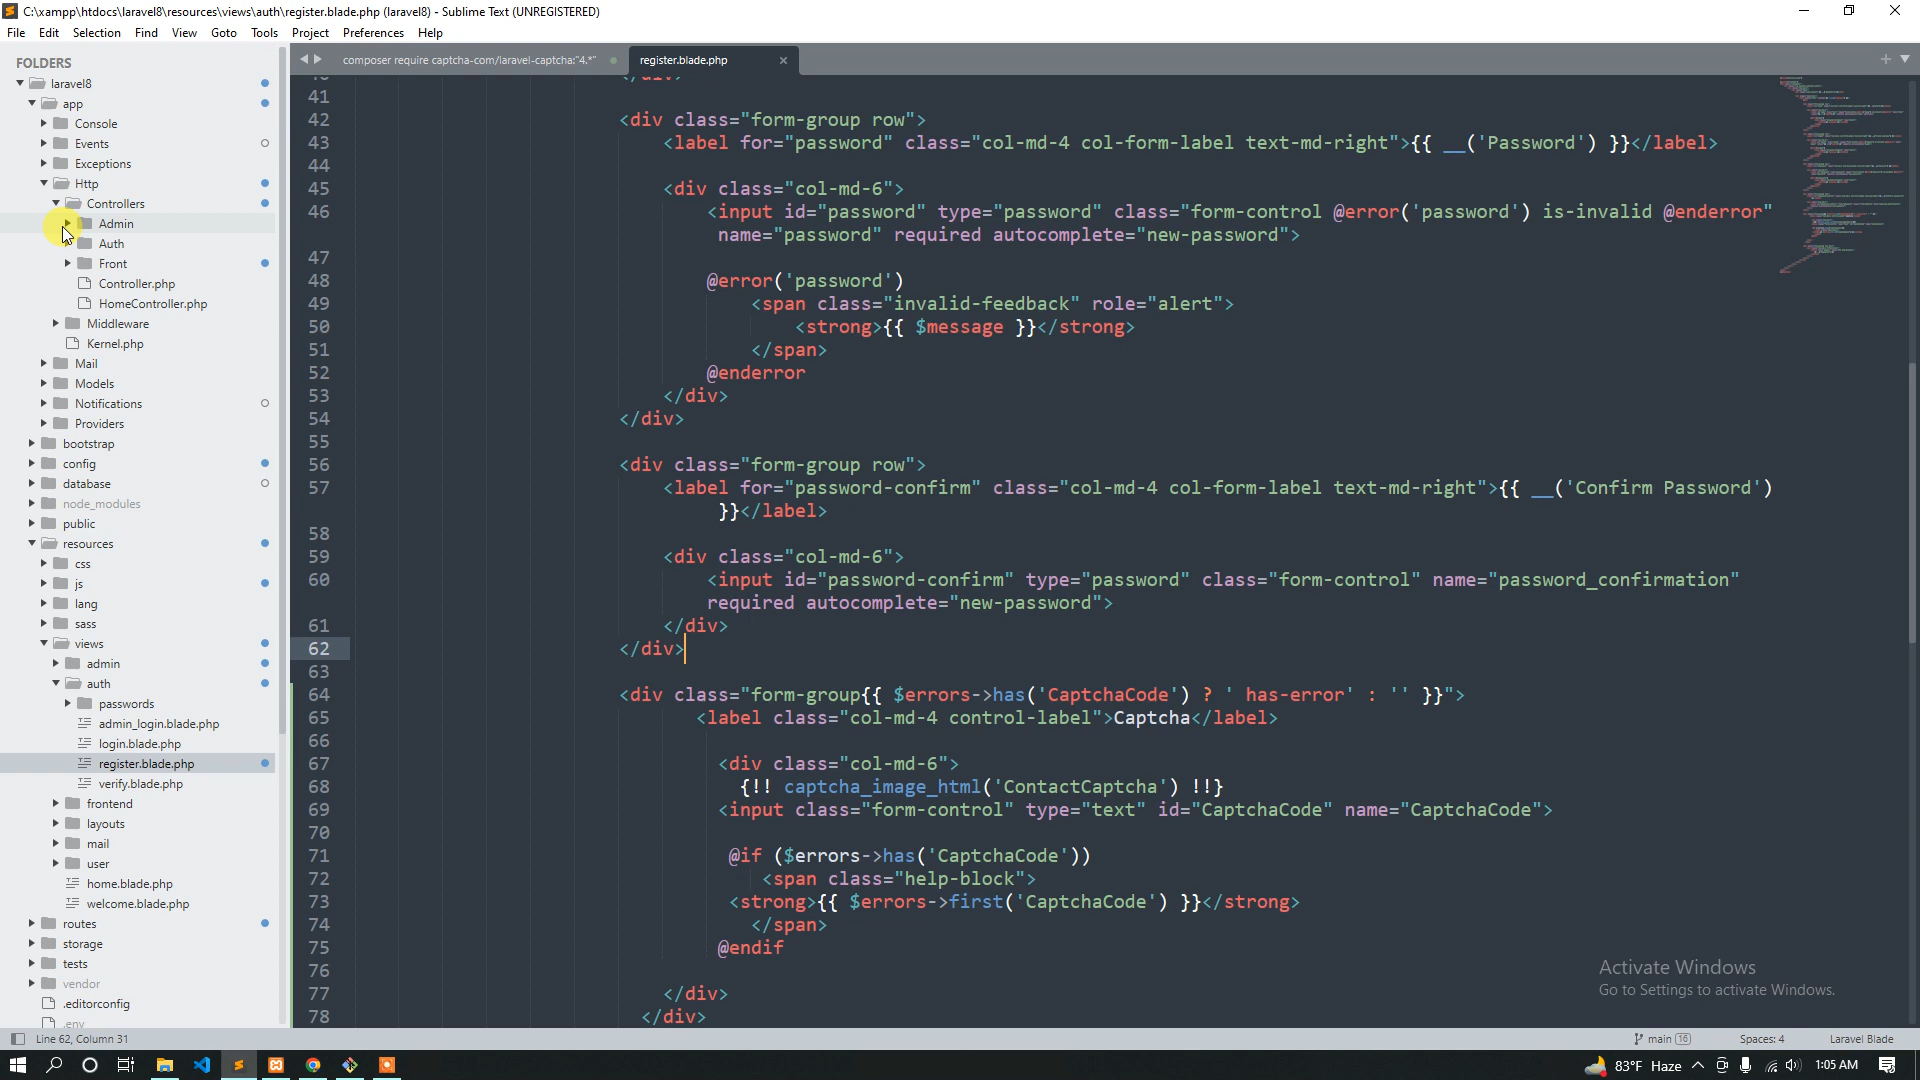 C:\xampp\htdocs\laravel8\resources\views\auth\register.blade.php (laravel8) - Sublime Text (UNREGISTERED)
File Edit Selection Find View Goto Tools Project Preferences Help
FOLDERS
laravel8
app
Console
Events
Exceptions
Http
Controllers
Admin
Auth
Front
Controller.php
HomeController.php
Middleware
Kernel.php
Mail
Models
Notifications
Providers
bootstrap
config
database
node_modules
public
resources
css
js
lang
sass
views
admin
auth
passwords
admin_login.blade.php
login.blade.php
register.blade.php
verify.blade.php
frontend
layouts
mail
user
home.blade.php
welcome.blade.php
routes
storage
tests
vendor
.editorconfig
.env
composer require captcha-com/laravel-captcha:"4.*" register.blade.php
41
42 <div class="form-group row">
43 <label for="password" class="col-md-4 col-form-label text-md-right">{{ __('Password') }}</label>
44
45 <div class="col-md-6">
46 <input id="password" type="password" class="form-control @error('password') is-invalid @enderror"
name="password" required autocomplete="new-password">
47
48 @error('password')
49 <span class="invalid-feedback" role="alert">
50 <strong>{{ $message }}</strong>
51 </span>
52 @enderror
53 </div>
54 </div>
55
56 <div class="form-group row">
57 <label for="password-confirm" class="col-md-4 col-form-label text-md-right">{{ __('Confirm Password')
}}</label>
58
59 <div class="col-md-6">
60 <input id="password-confirm" type="password" class="form-control" name="password_confirmation"
required autocomplete="new-password">
61 </div>
62 </div>
63
64 <div class="form-group{{ $errors->has('CaptchaCode') ? ' has-error' : '' }}">
65 <label class="col-md-4 control-label">Captcha</label>
66
67 <div class="col-md-6">
68 {!! captcha_image_html('ContactCaptcha') !!}
69 <input class="form-control" type="text" id="CaptchaCode" name="CaptchaCode">
70
71 @if ($errors->has('CaptchaCode'))
72 <span class="help-block">
73 <strong>{{ $errors->first('CaptchaCode') }}</strong>
74 </span>
75 @endif
76
77 </div>
78 </div>
Activate Windows
Go to Settings to activate Windows.
Line 62, Column 31 main 16 Spaces: 4 Laravel Blade
83°F Haze 1:05 AM